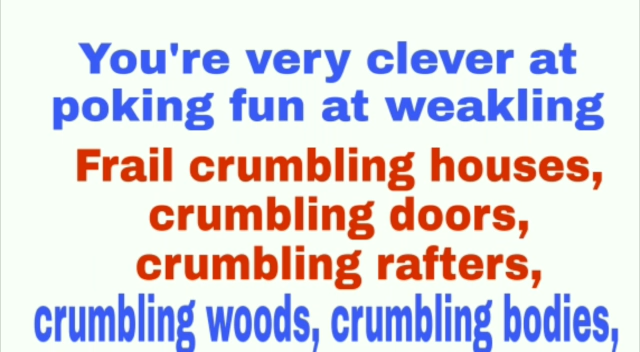 You're very clever at
poking fun at weakling
Frail crumbling houses,
crumbling doors,
crumbling rafters,
crumbling woods, crumbling bodies,